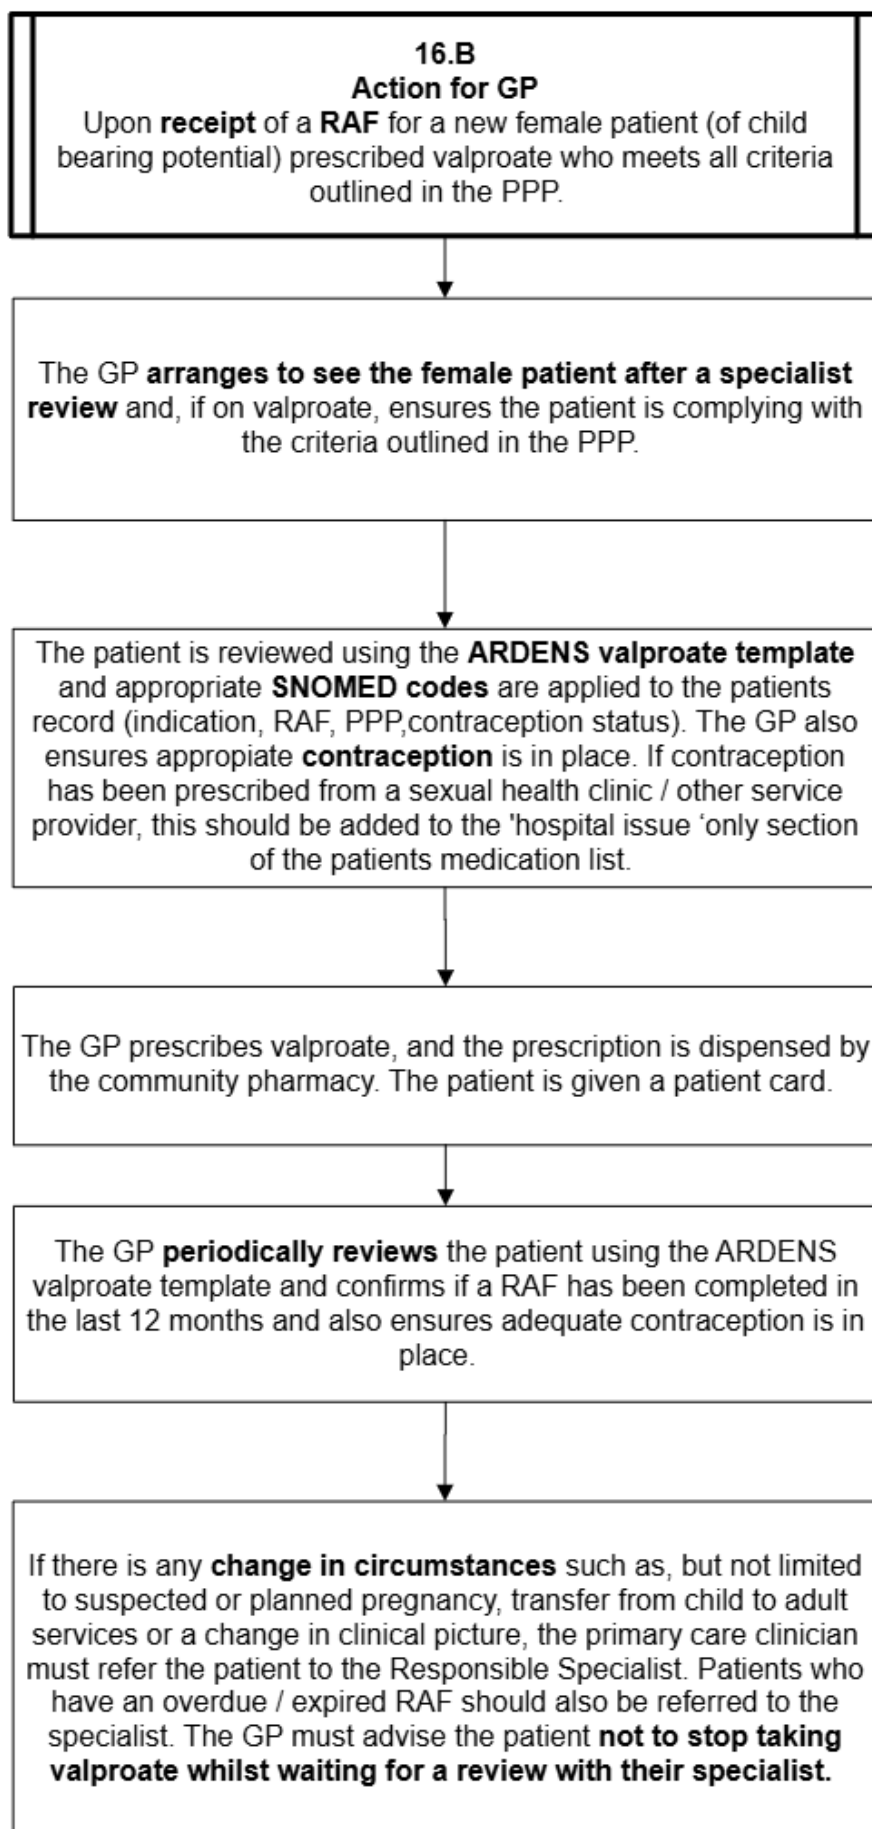 16.B
Action for GP
Upon receipt of a RAF for a new female patient (of child
bearing potential) prescribed valproate who meets all criteria
outlined in the PPP.
The GP arranges to see the female patient after a specialist
review and, if on valproate, ensures the patient is complying with
the criteria outlined in the PPP.
The patient is reviewed using the ARDENS valproate template
and appropriate SNOMED codes are applied to the patients
record (indication, RAF, PPP,contraception status). The GP also
ensures appropiate contraception is in place. If contraception
has been prescribed from a sexual health clinic / other service
provider, this should be added to the 'hospital issue ‘only section
of the patients medication list.
The GP prescribes valproate, and the prescription is dispensed by
the community pharmacy. The patient is given a patient card.
The GP periodically reviews the patient using the ARDENS
valproate template and confirms if a RAF has been completed in
the last 12 months and also ensures adequate contraception is in
place.
If there is any change in circumstances such as, but not limited
to suspected or planned pregnancy, transfer from child to adult
services or a change in clinical picture, the primary care clinician
must refer the patient to the Responsible Specialist. Patients who
have an overdue / expired RAF should also be referred to the
specialist. The GP must advise the patient not to stop taking
valproate whilst waiting for a review with their specialist.